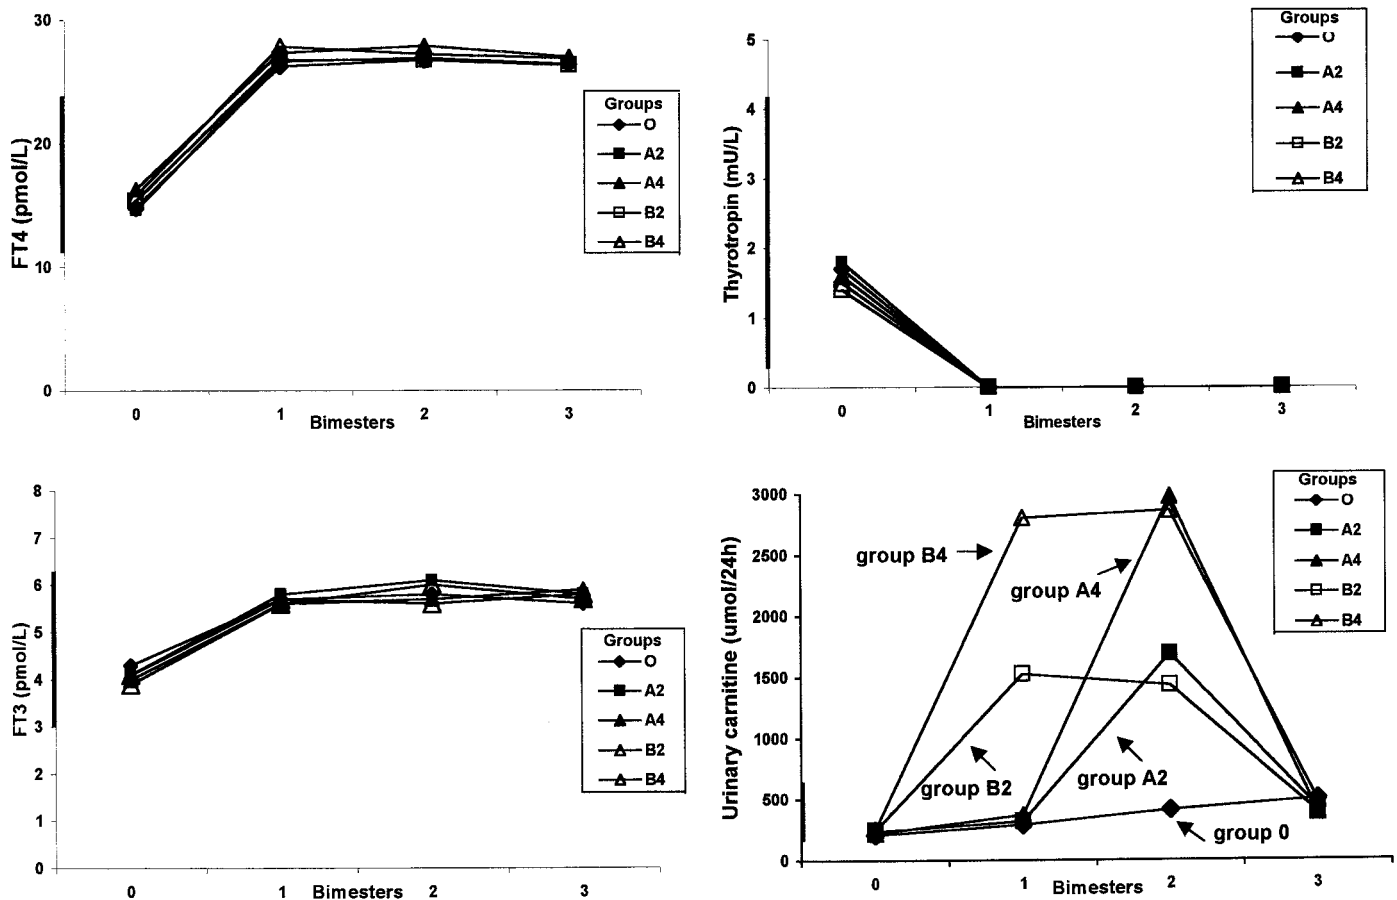 30
20
10
0
FT4 (pmol/L)
0 1 2 3
Bimesters
Groups
O
A2
A4
B2
B4
5
4
3
2
1
0
Thyrotropin (mU/L)
0 1 2 3
Bimesters
Groups
O
A2
A4
B2
B4
8
7
6
5
4
3
2
1
0
FT3 (pmol/L)
0 1 2 3
Bimesters
Groups
O
A2
A4
B2
B4
3000
2500
2000
1500
1000
500
0
Urinary carnitine (umol/24h)
group B4
group A4
group B2
group A2
group 0
0 1 2 3
Bimesters
Groups
O
A2
A4
B2
B4